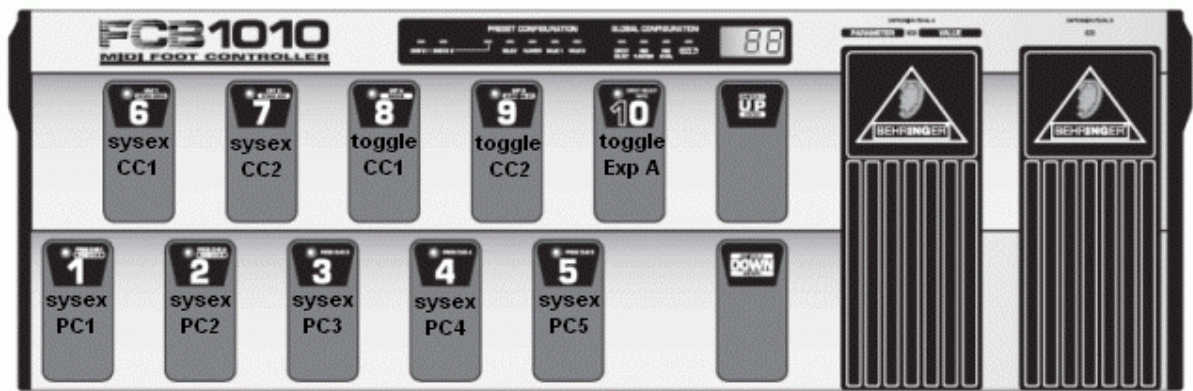 FCB1010
MIDI FOOT CONTROLLER
PRESET CONFIGURATION
GLOBAL CONFIGURATION
88
PARAMETER
VALUE
BEHRINGER
BEHRINGER
6
sysex
CC1
7
sysex
CC2
8
toggle
CC1
9
toggle
CC2
10
toggle
Exp A
UP
1
sysex
PC1
2
sysex
PC2
3
sysex
PC3
4
sysex
PC4
5
sysex
PC5
DOWN